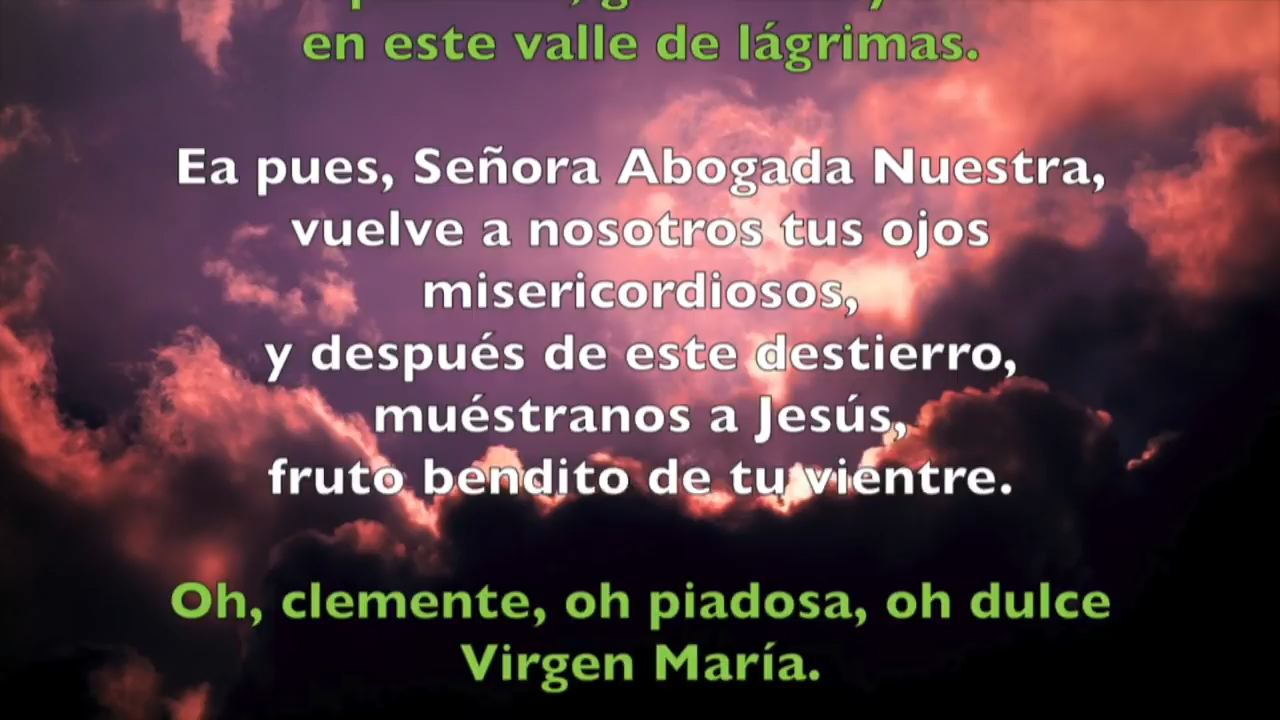 en este valle de lágrimas.
Ea pues, Señora Abogada Nuestra,
vuelve a nosotros tus ojos
misericordiosos,
y después de este destierro,
muéstranos a Jesús,
fruto bendito de tu vientre.
Oh, clemente, oh piadosa, oh dulce
Virgen María.